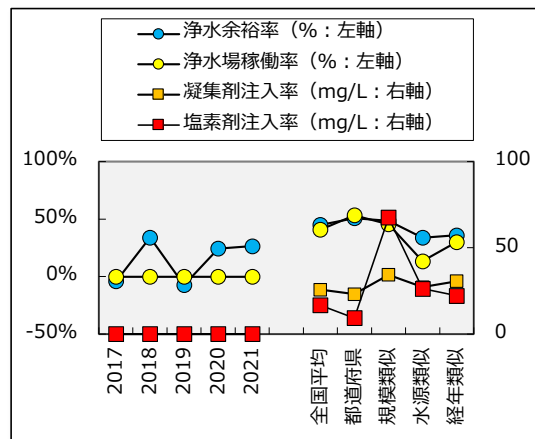 浄水余裕率（%：左軸）
浄水場稼働率（%：左軸）
凝集剤注入率（mg/L：右軸）
塩素剤注入率（mg/L：右軸）
100%
50%
0%
-50%
100
50
0
2017
2018
2019
2020
2021
全国平均
都道府県
規模類似
水源類似
経年類似